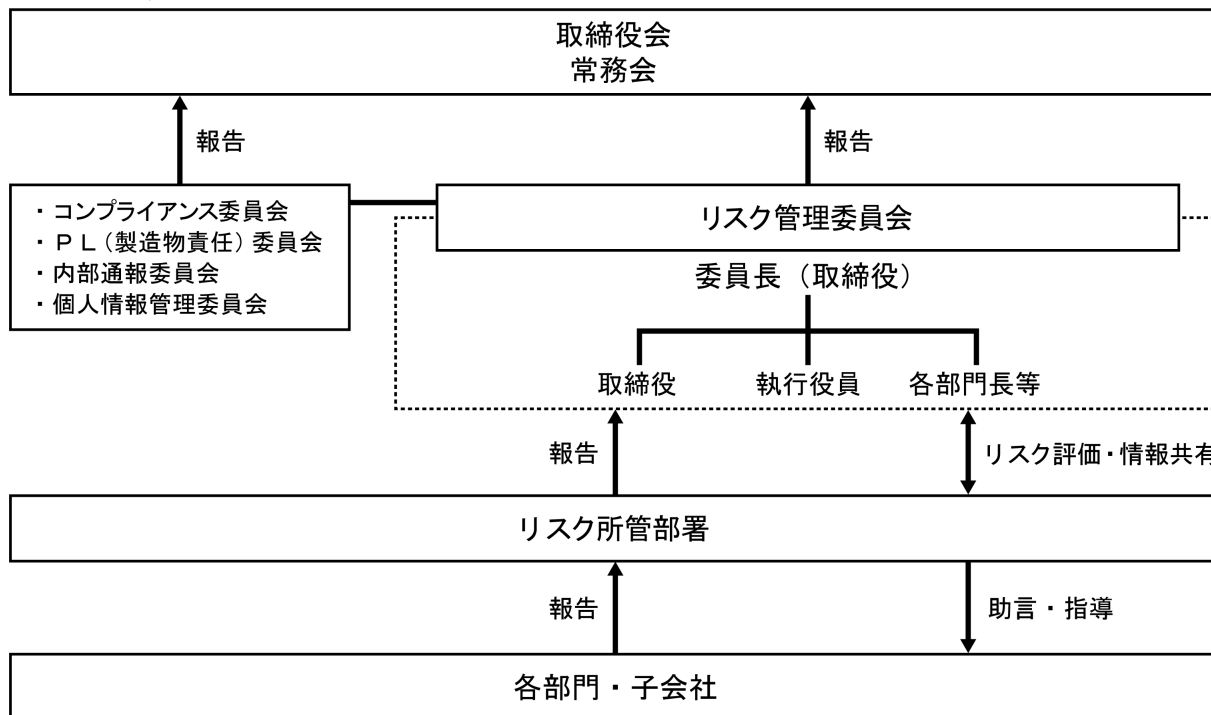 取締役会
常務会
報告
報告
・コンプライアンス委員会
・ＰＬ（製造物責任）委員会
・内部通報委員会
・個人情報管理委員会
リスク管理委員会
委員長（取締役）
取締役
執行役員
各部門長等
報告
リスク評価・情報共有
リスク所管部署
報告
助言・指導
各部門・子会社